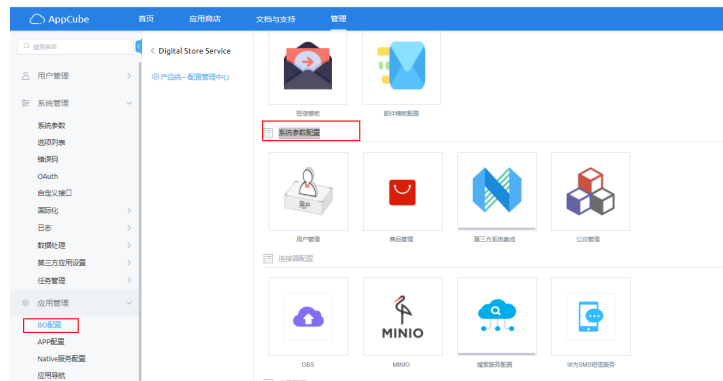 AppCube
首页
应用商店
文档与支持
管理
搜索菜单
用户管理
系统管理
系统参数
选项列表
错误码
OAuth
自定义接口
国际化
日志
数据处理
第三方应用设置
任务管理
应用管理
BO配置
APP配置
Native服务配置
应用导航
Digital Store Service
产品统一配置管理中心
短信模板
邮件模板配置
系统参数配置
用户
用户管理
商品管理
第三方系统集成
公共管理
连接器配置
MINIO
OBS
MINIO
搜索服务配置
华为SMS短信服务